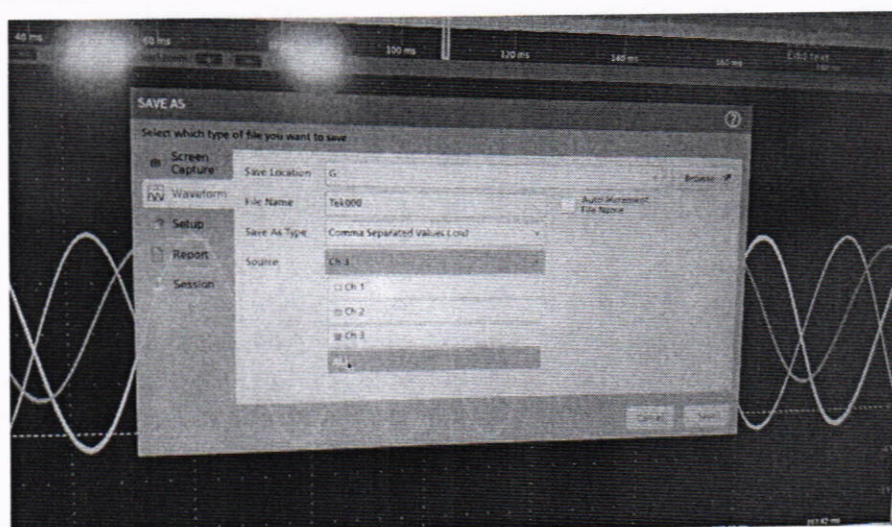 40 ms 60 ms 100 ms 120 ms 140 ms 160 ms
SAVE AS
Select which type of file you want to save
Screen
Capture
Save Location G: Browse
Waveform
File Name Tek000 Auto Increment
File Name
Setup
Save As Type Comma Separated Values (.csv)
Report
Source Ch 3
Session
Ch 1
Ch 2
Ch 3
ALL
Cancel Save